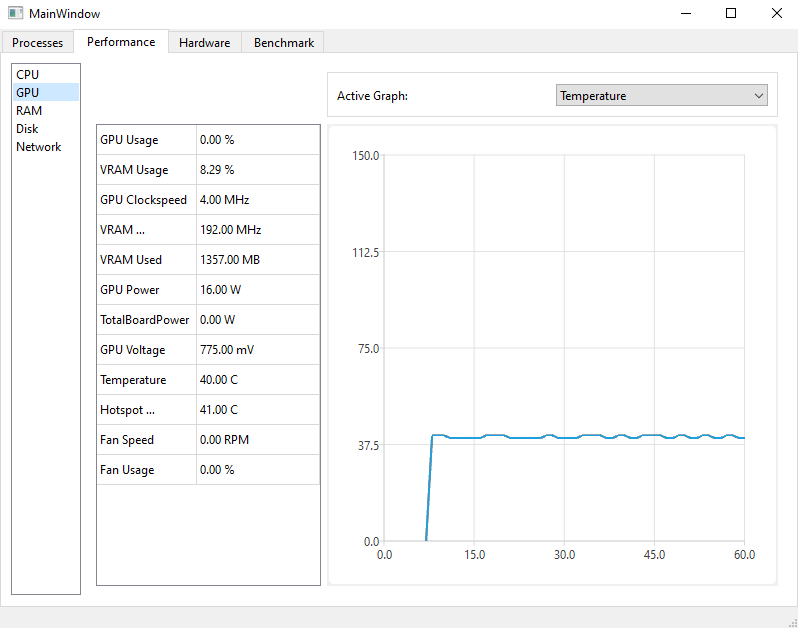 MainWindow
Processes Performance Hardware Benchmark
CPU
GPU
RAM
Disk
Network
Active Graph: Temperature
GPU Usage 0.00 %
VRAM Usage 8.29 %
GPU Clockspeed 4.00 MHz
VRAM ... 192.00 MHz
VRAM Used 1357.00 MB
GPU Power 16.00 W
TotalBoardPower 0.00 W
GPU Voltage 775.00 mV
Temperature 40.00 C
Hotspot ... 41.00 C
Fan Speed 0.00 RPM
Fan Usage 0.00 %
150.0
112.5
75.0
37.5
0.0
0.0 15.0 30.0 45.0 60.0